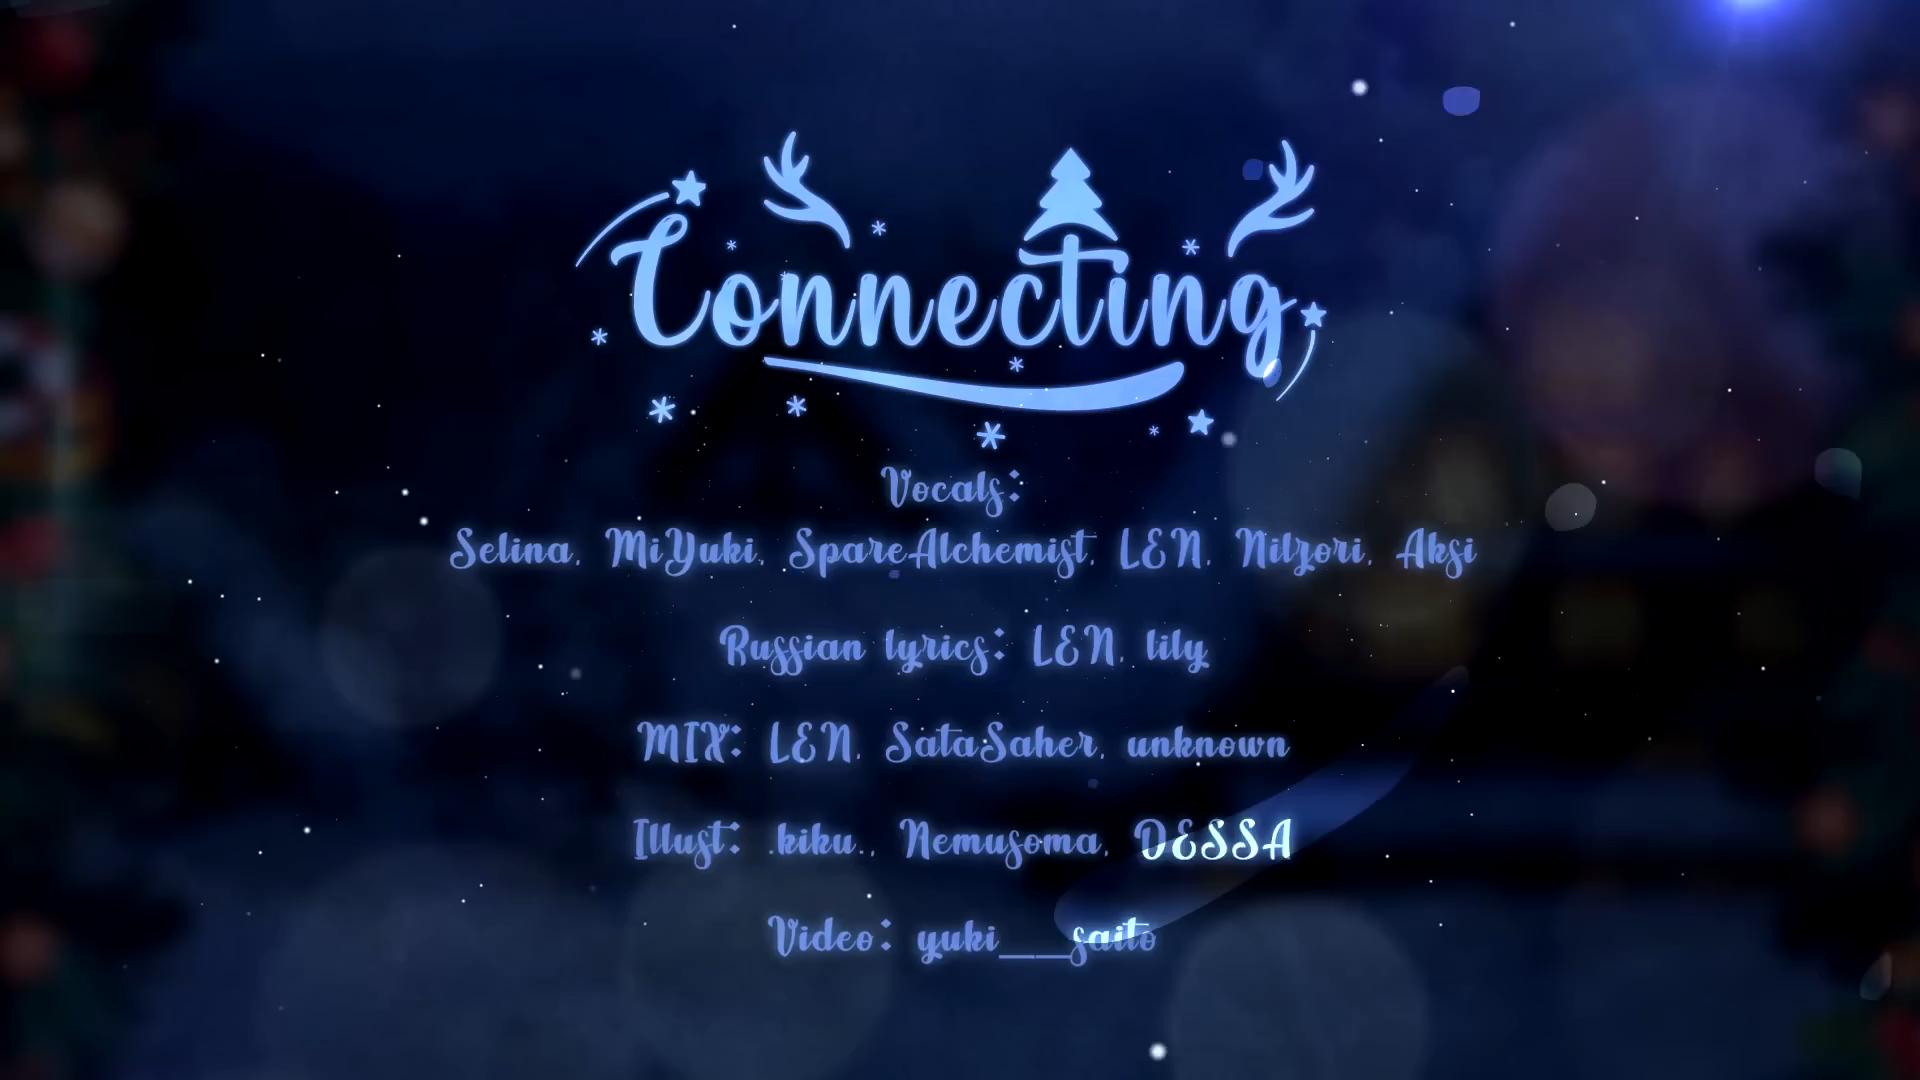 Connecting
Vocals:
Selina, MiYuki, SpareAlchemist, LEN, Nilzori, Aksi
Russian lyrics: LEN, lily
MIX: LEN, SataSaher, unknown
Illust: .kiku., Nemusoma, DESSA
Video: yuki__saito